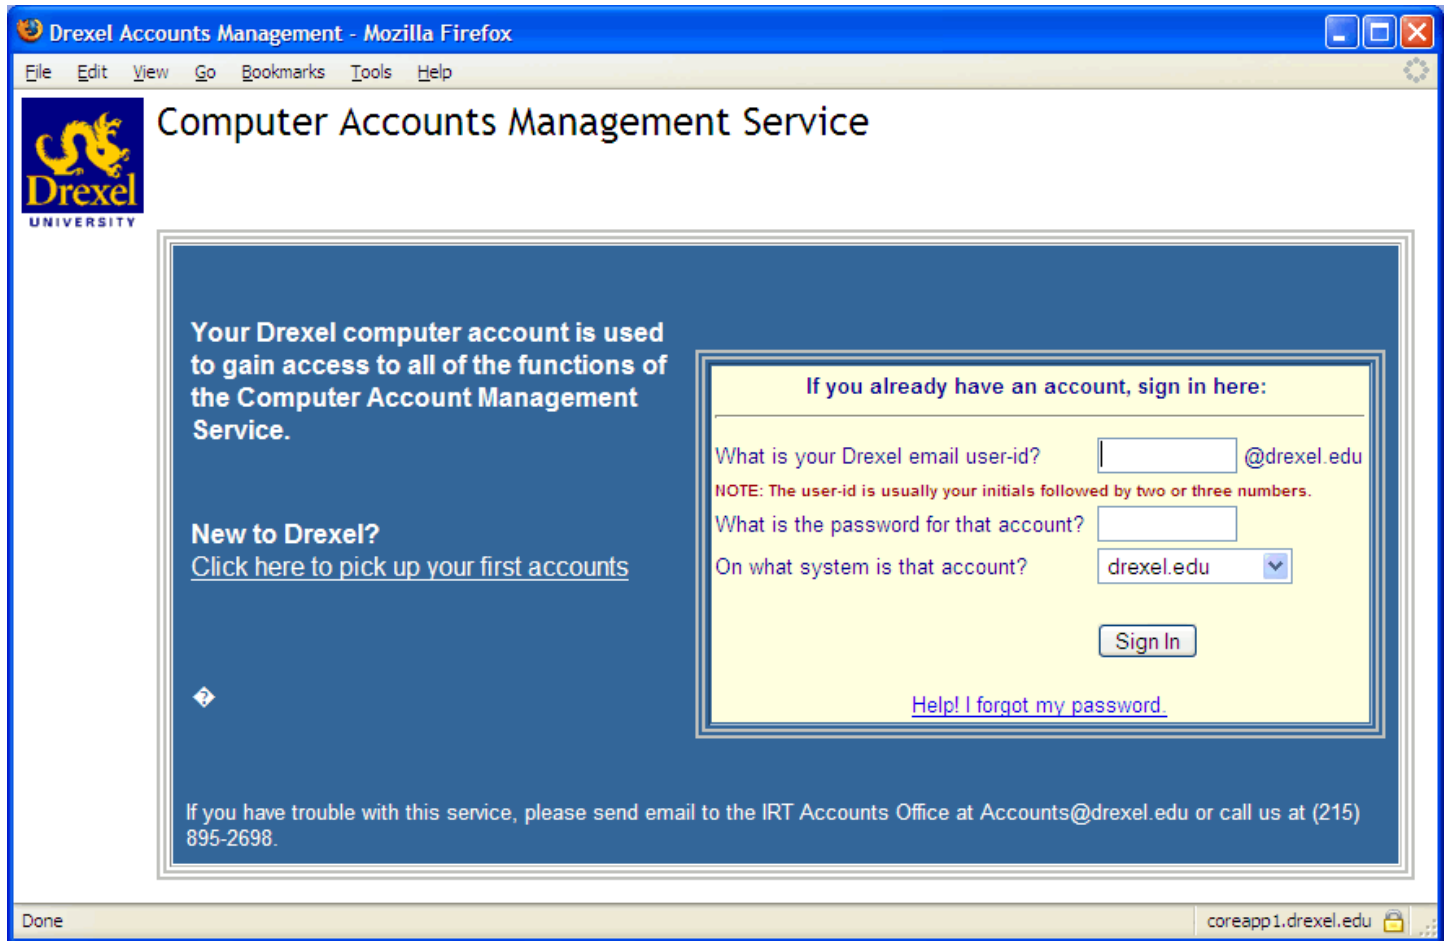 Drexel Accounts Management - Mozilla Firefox
File Edit View Go Bookmarks Tools Help
Computer Accounts Management Service
Drexel
UNIVERSITY
Your Drexel computer account is used
to gain access to all of the functions of
the Computer Account Management
Service.
New to Drexel?
Click here to pick up your first accounts
�
If you already have an account, sign in here:
What is your Drexel email user-id? @drexel.edu
NOTE: The user-id is usually your initials followed by two or three numbers.
What is the password for that account?
On what system is that account? drexel.edu
Sign In
Help! I forgot my password.
If you have trouble with this service, please send email to the IRT Accounts Office at Accounts@drexel.edu or call us at (215)
895-2698.
Done coreapp1.drexel.edu